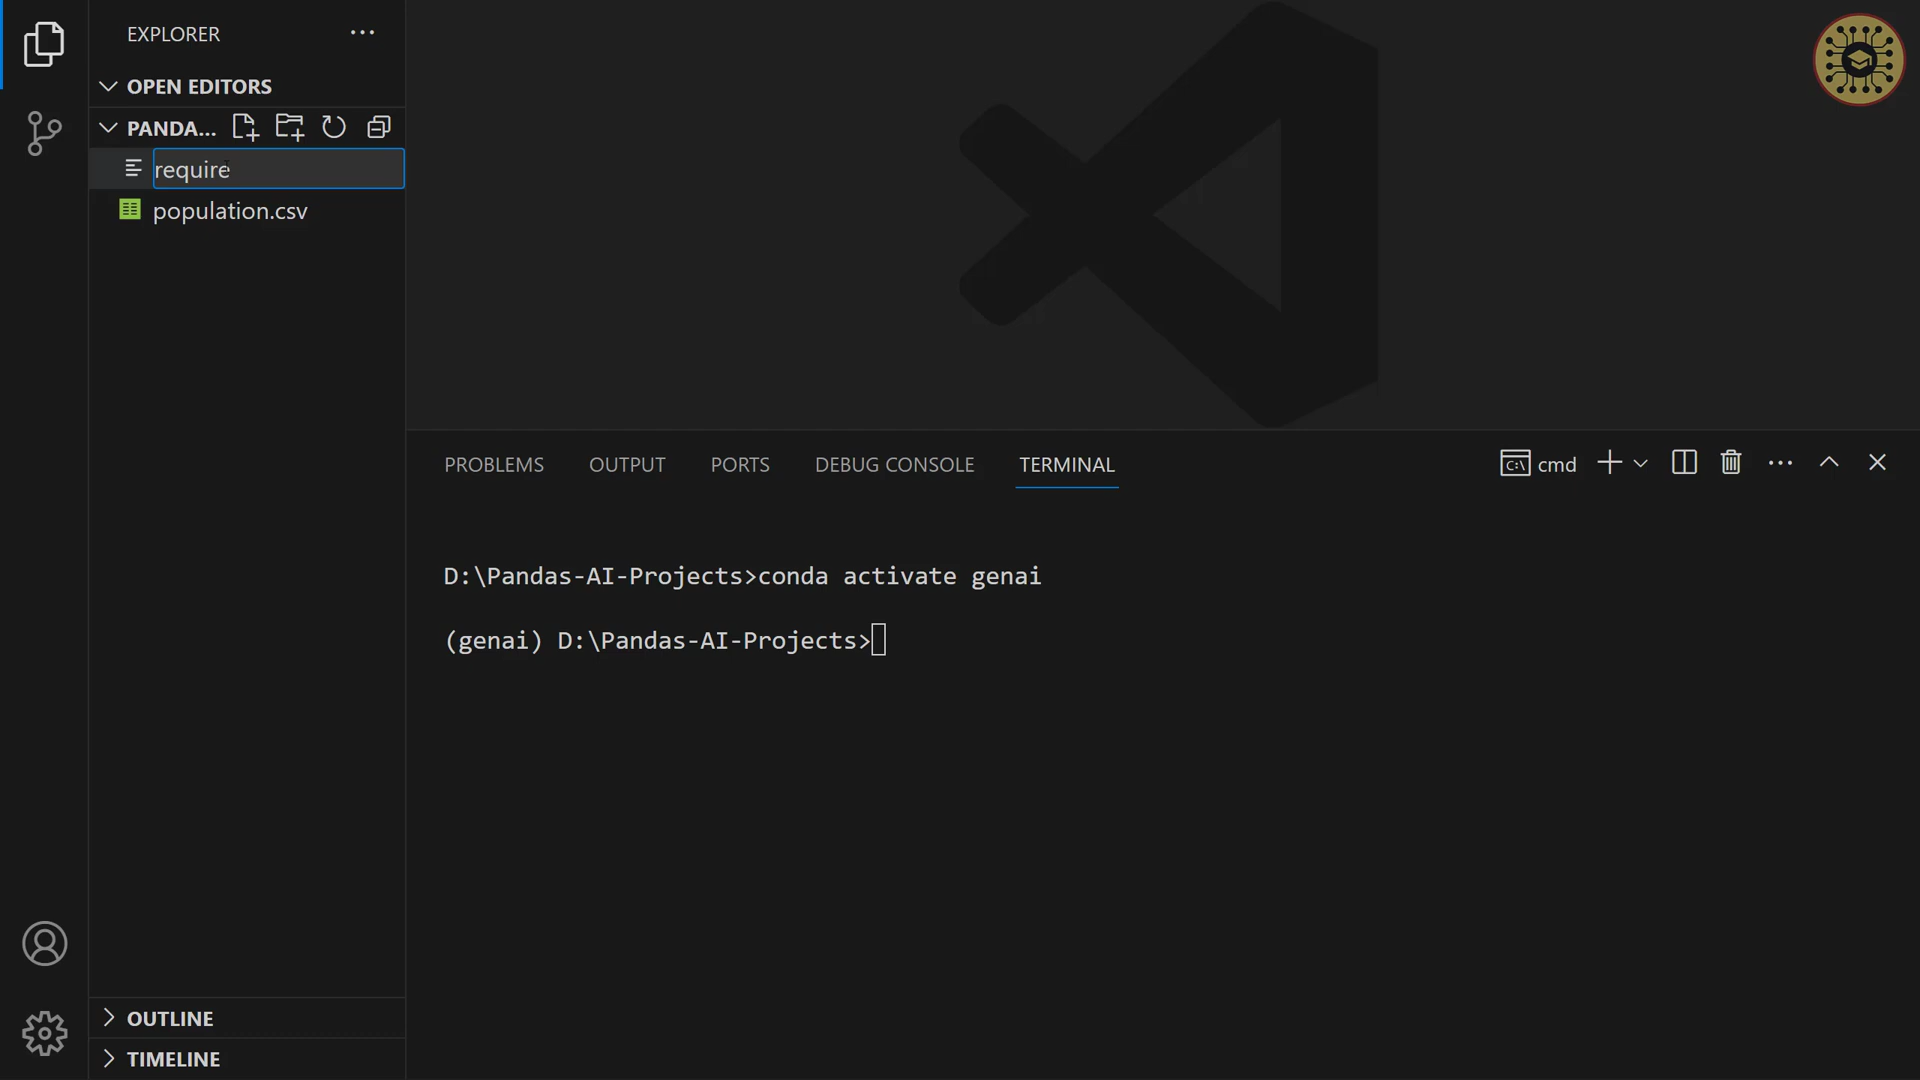 EXPLORER
OPEN EDITORS
PANDA...
require
population.csv
PROBLEMS
OUTPUT
PORTS
DEBUG CONSOLE
TERMINAL
cmd
D:\Pandas-AI-Projects>conda activate genai
(genai) D:\Pandas-AI-Projects>
OUTLINE
TIMELINE